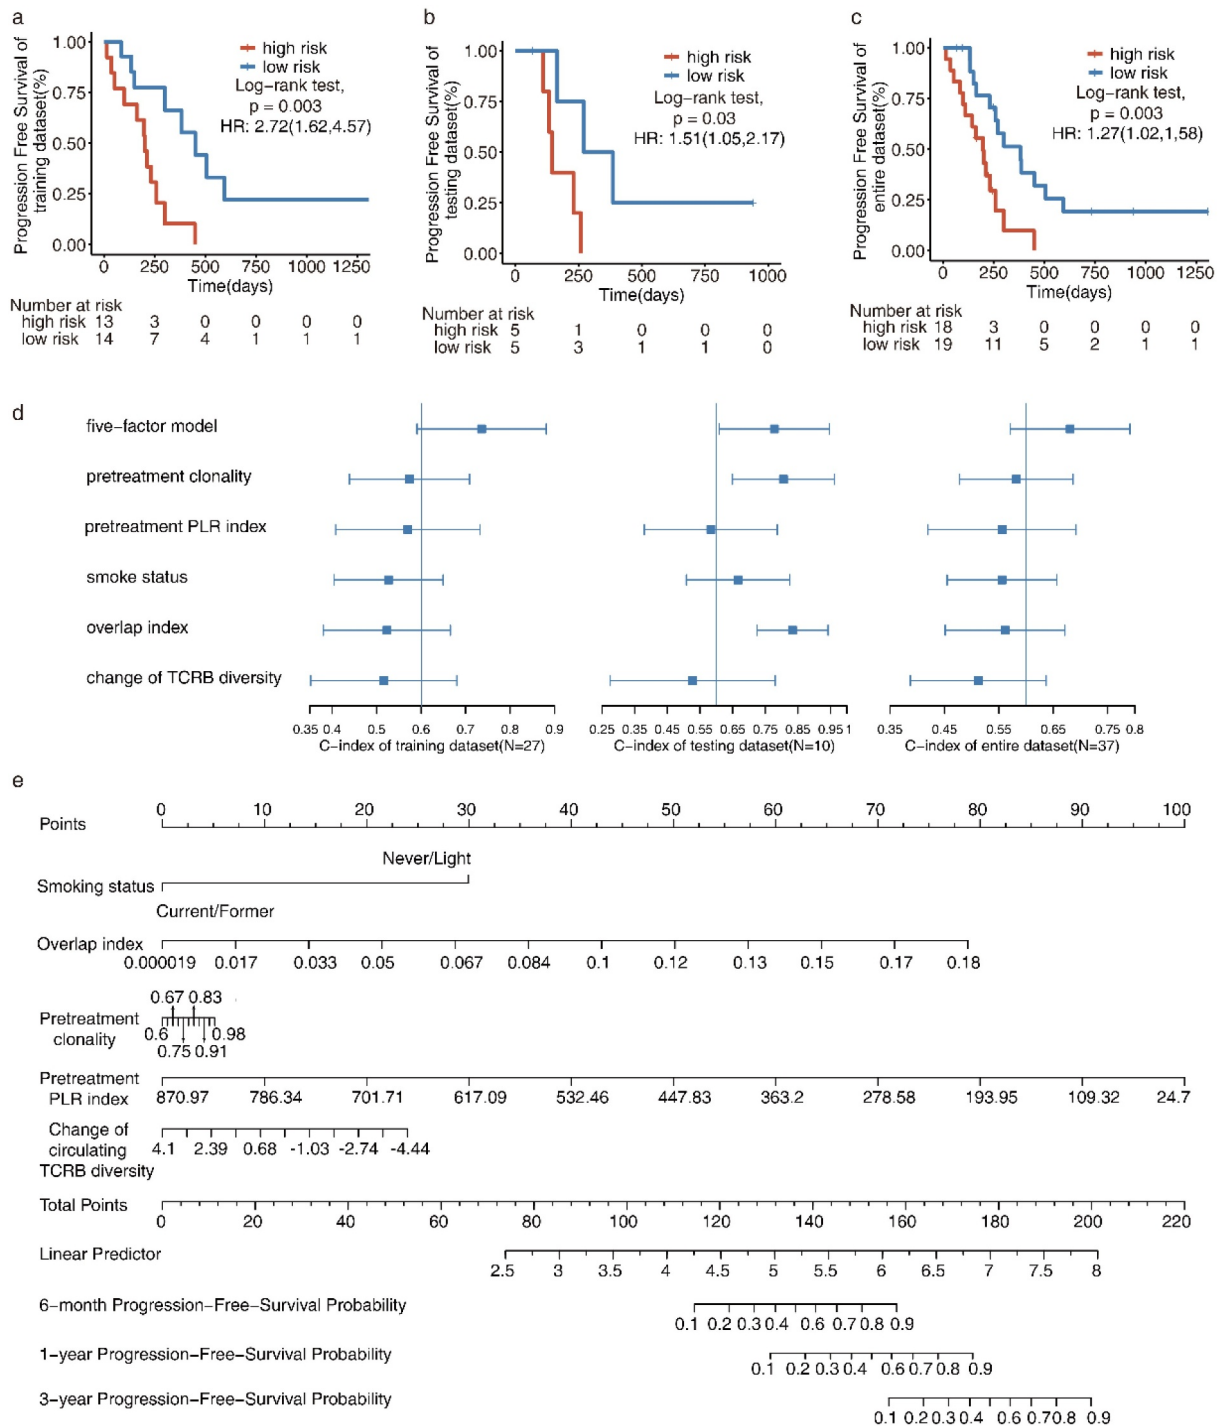 a
Progression Free Survival of
training dataset(%)
1.00
0.75
0.50
0.25
0.00
high risk
low risk
Log-rank test,
p = 0.003
HR: 2.72(1.62,4.57)
0 250 500 750 1000 1250
Time(days)
Number at risk
high risk 13 3 0 0 0 0
low risk 14 7 4 1 1 1
b
Progression Free Survival of
testing dataset(%)
1.00
0.75
0.50
0.25
0.00
high risk
low risk
Log-rank test,
p = 0.03
HR: 1.51(1.05,2.17)
0 250 500 750 1000
Time(days)
Number at risk
high risk 5 1 0 0 0
low risk 5 3 1 1 0
c
Progression Free Survival of
entire dataset(%)
1.00
0.75
0.50
0.25
0.00
high risk
low risk
Log-rank test,
p = 0.003
HR: 1.27(1.02,1,58)
0 250 500 750 1000 1250
Time(days)
Number at risk
high risk 18 3 0 0 0 0
low risk 19 11 5 2 1 1
d
five-factor model
pretreatment clonality
pretreatment PLR index
smoke status
overlap index
change of TCRB diversity
0.35 0.4 0.5 0.6 0.7 0.8 0.9
C-index of training dataset(N=27)
0.25 0.35 0.45 0.55 0.65 0.75 0.85 0.95 1
C-index of testing dataset(N=10)
0.35 0.45 0.55 0.65 0.75 0.8
C-index of entire dataset(N=37)
e
Points
0 10 20 30 40 50 60 70 80 90 100
Smoking status
Never/Light
Current/Former
Overlap index
0.000019 0.017 0.033 0.05 0.067 0.084 0.1 0.12 0.13 0.15 0.17 0.18
Pretreatment
clonality
0.67 0.83
0.6 0.98
0.75 0.91
Pretreatment
PLR index
870.97 786.34 701.71 617.09 532.46 447.83 363.2 278.58 193.95 109.32 24.7
Change of
circulating
TCRB diversity
4.1 2.39 0.68 -1.03 -2.74 -4.44
Total Points
0 20 40 60 80 100 120 140 160 180 200 220
Linear Predictor
2.5 3 3.5 4 4.5 5 5.5 6 6.5 7 7.5 8
6-month Progression-Free-Survival Probability
0.1 0.2 0.3 0.4 0.6 0.7 0.8 0.9
1-year Progression-Free-Survival Probability
0.1 0.2 0.3 0.4 0.6 0.7 0.8 0.9
3-year Progression-Free-Survival Probability
0.1 0.2 0.3 0.4 0.6 0.7 0.8 0.9